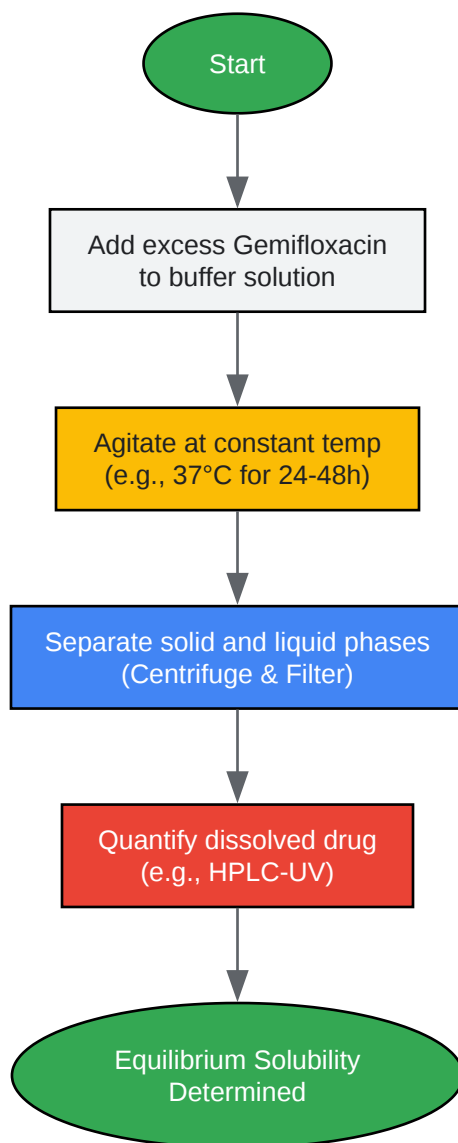 Start
Add excess Gemifloxacin
to buffer solution
Agitate at constant temp
(e.g., 37°C for 24-48h)
Separate solid and liquid phases
(Centrifuge & Filter)
Quantify dissolved drug
(e.g., HPLC-UV)
Equilibrium Solubility
Determined